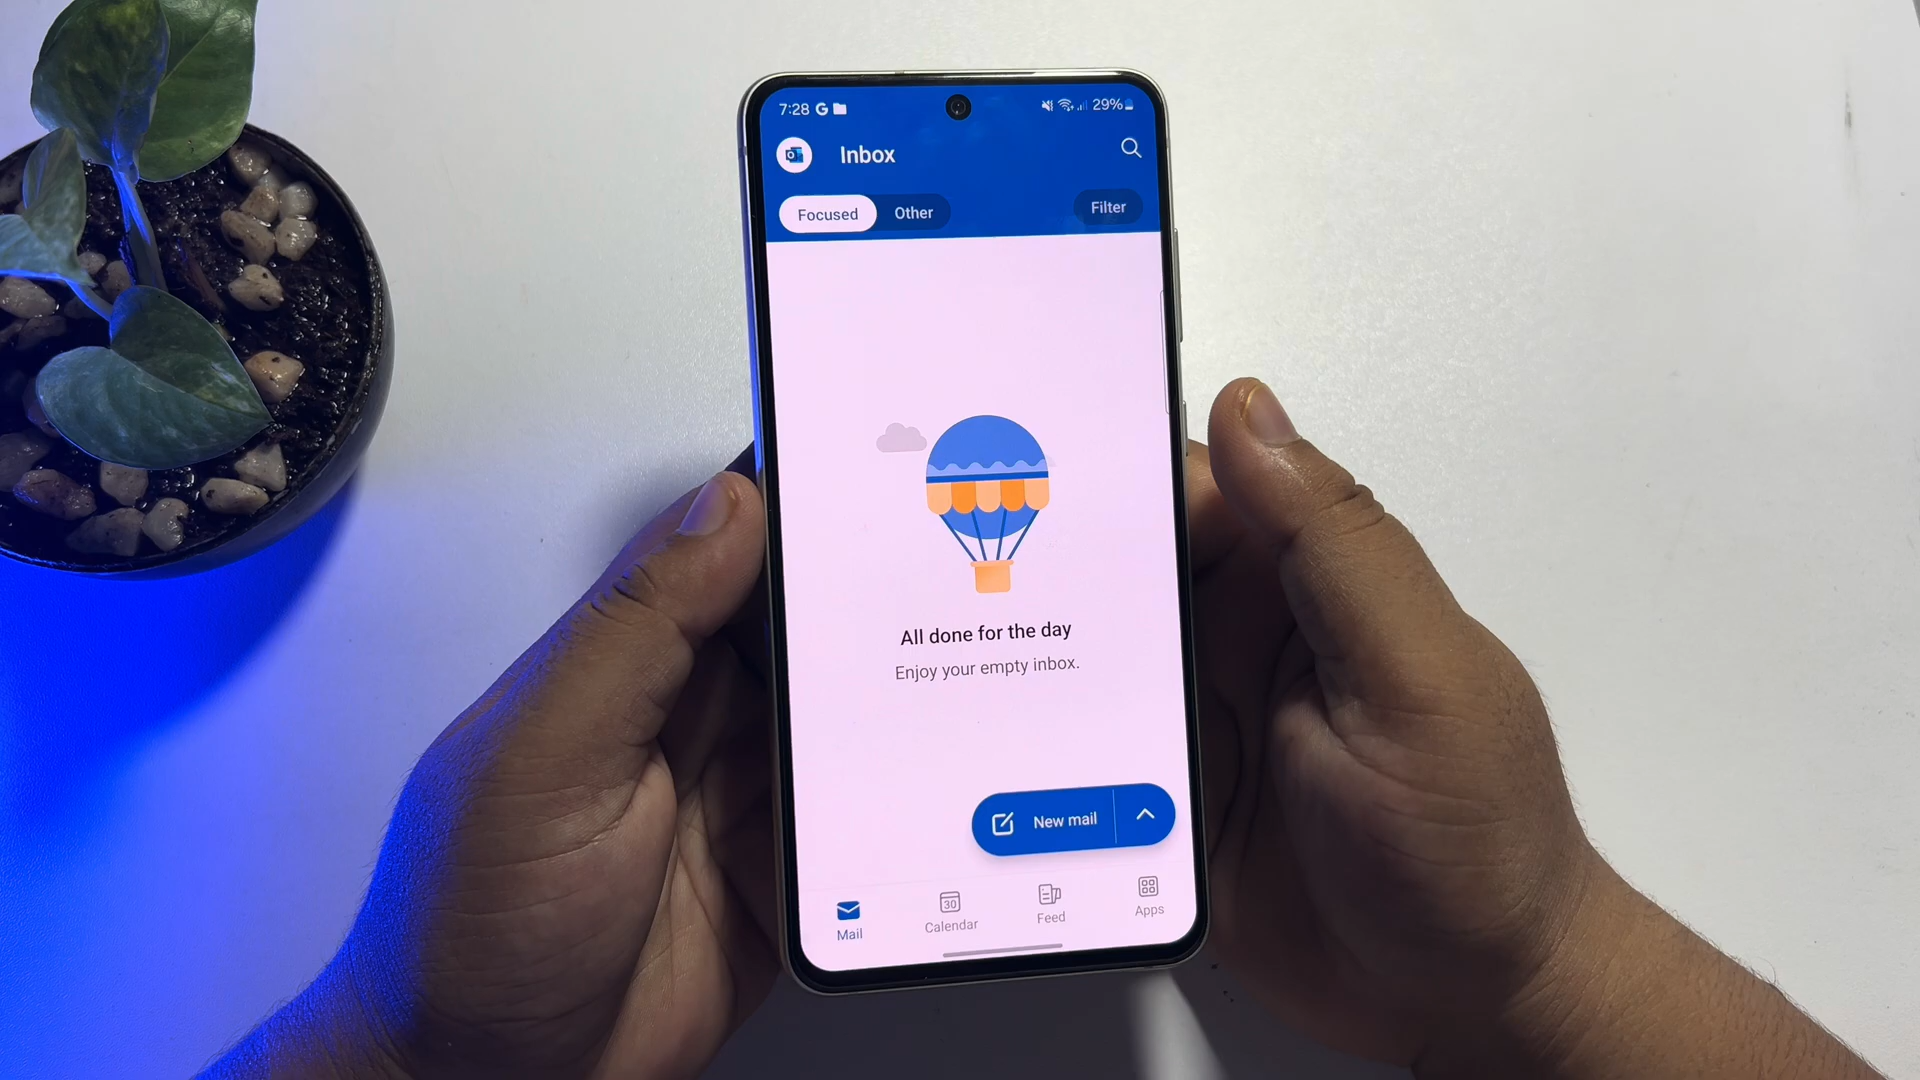 7:28 G 29%
Inbox
Focused Other Filter
All done for the day
Enjoy your empty inbox.
New mail
30
Mail Calendar Feed Apps